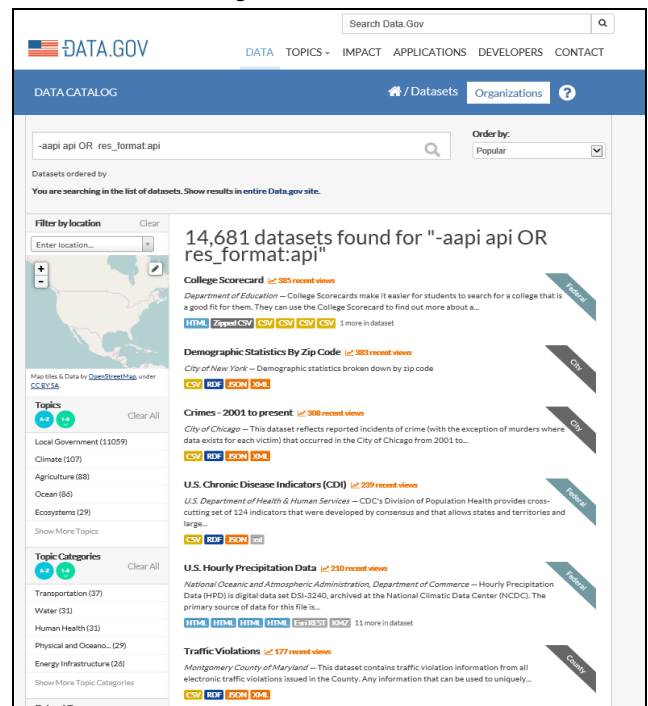 Search Data.Gov
DATA.GOV
DATA TOPICS IMPACT APPLICATIONS DEVELOPERS CONTACT
DATA CATALOG
/ Datasets Organizations ?
-aapi api OR res_format:api
Order by:
Popular
Datasets ordered by
You are searching in the list of datasets. Show results in entire Data.gov site.
Filter by location Clear
Enter location...
+
-
Map tiles & Data by OpenStreetMap, under
CC BY SA.
Topics
A-Z 1-9 Clear All
Local Government (11059)
Climate (107)
Agriculture (88)
Ocean (86)
Ecosystems (29)
Show More Topics
Topic Categories
A-Z 1-9 Clear All
Transportation (37)
Water (31)
Human Health (31)
Physical and Oceano... (29)
Energy Infrastructure (26)
Show More Topic Categories
14,681 datasets found for "-aapi api OR
res_format:api"
College Scorecard 385 recent views
Federal
Department of Education — College Scorecards make it easier for students to search for a college that is
a good fit for them. They can use the College Scorecard to find out more about a...
HTML Zipped CSV CSV CSV CSV CSV 1 more in dataset
Demographic Statistics By Zip Code 383 recent views
City
City of New York — Demographic statistics broken down by zip code
CSV RDF JSON XML
Crimes - 2001 to present 308 recent views
City
City of Chicago — This dataset reflects reported incidents of crime (with the exception of murders where
data exists for each victim) that occurred in the City of Chicago from 2001 to...
CSV RDF JSON XML
U.S. Chronic Disease Indicators (CDI) 239 recent views
Federal
U.S. Department of Health & Human Services — CDC's Division of Population Health provides cross-
cutting set of 124 indicators that were developed by consensus and that allows states and territories and
large...
CSV RDF JSON xml
U.S. Hourly Precipitation Data 210 recent views
Federal
National Oceanic and Atmospheric Administration, Department of Commerce — Hourly Precipitation
Data (HPD) is digital data set DSI-3240, archived at the National Climatic Data Center (NCDC). The
primary source of data for this file is...
HTML HTML HTML HTML Esri REST KMZ 11 more in dataset
Traffic Violations 177 recent views
County
Montgomery County of Maryland — This dataset contains traffic violation information from all
electronic traffic violations issued in the County. Any information that can be used to uniquely...
CSV RDF JSON XML